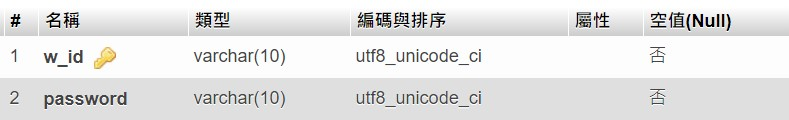 # 名稱 類型 編碼與排序 屬性 空值(Null)
1 w_id varchar(10) utf8_unicode_ci 否
2 password varchar(10) utf8_unicode_ci 否